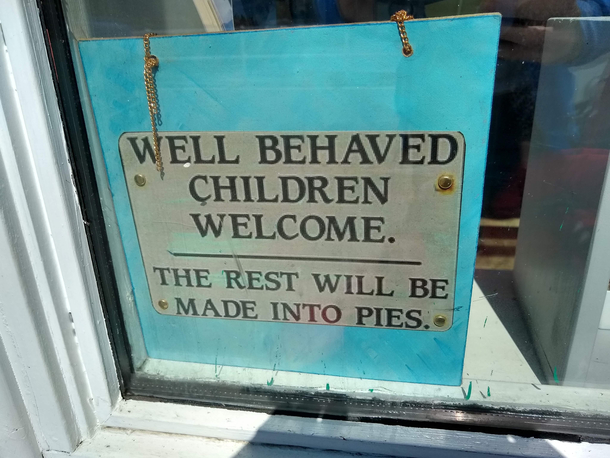 WELL BEHAVED
CHILDREN
WELCOME.
THE REST WILL BE
MADE INTO PIES.